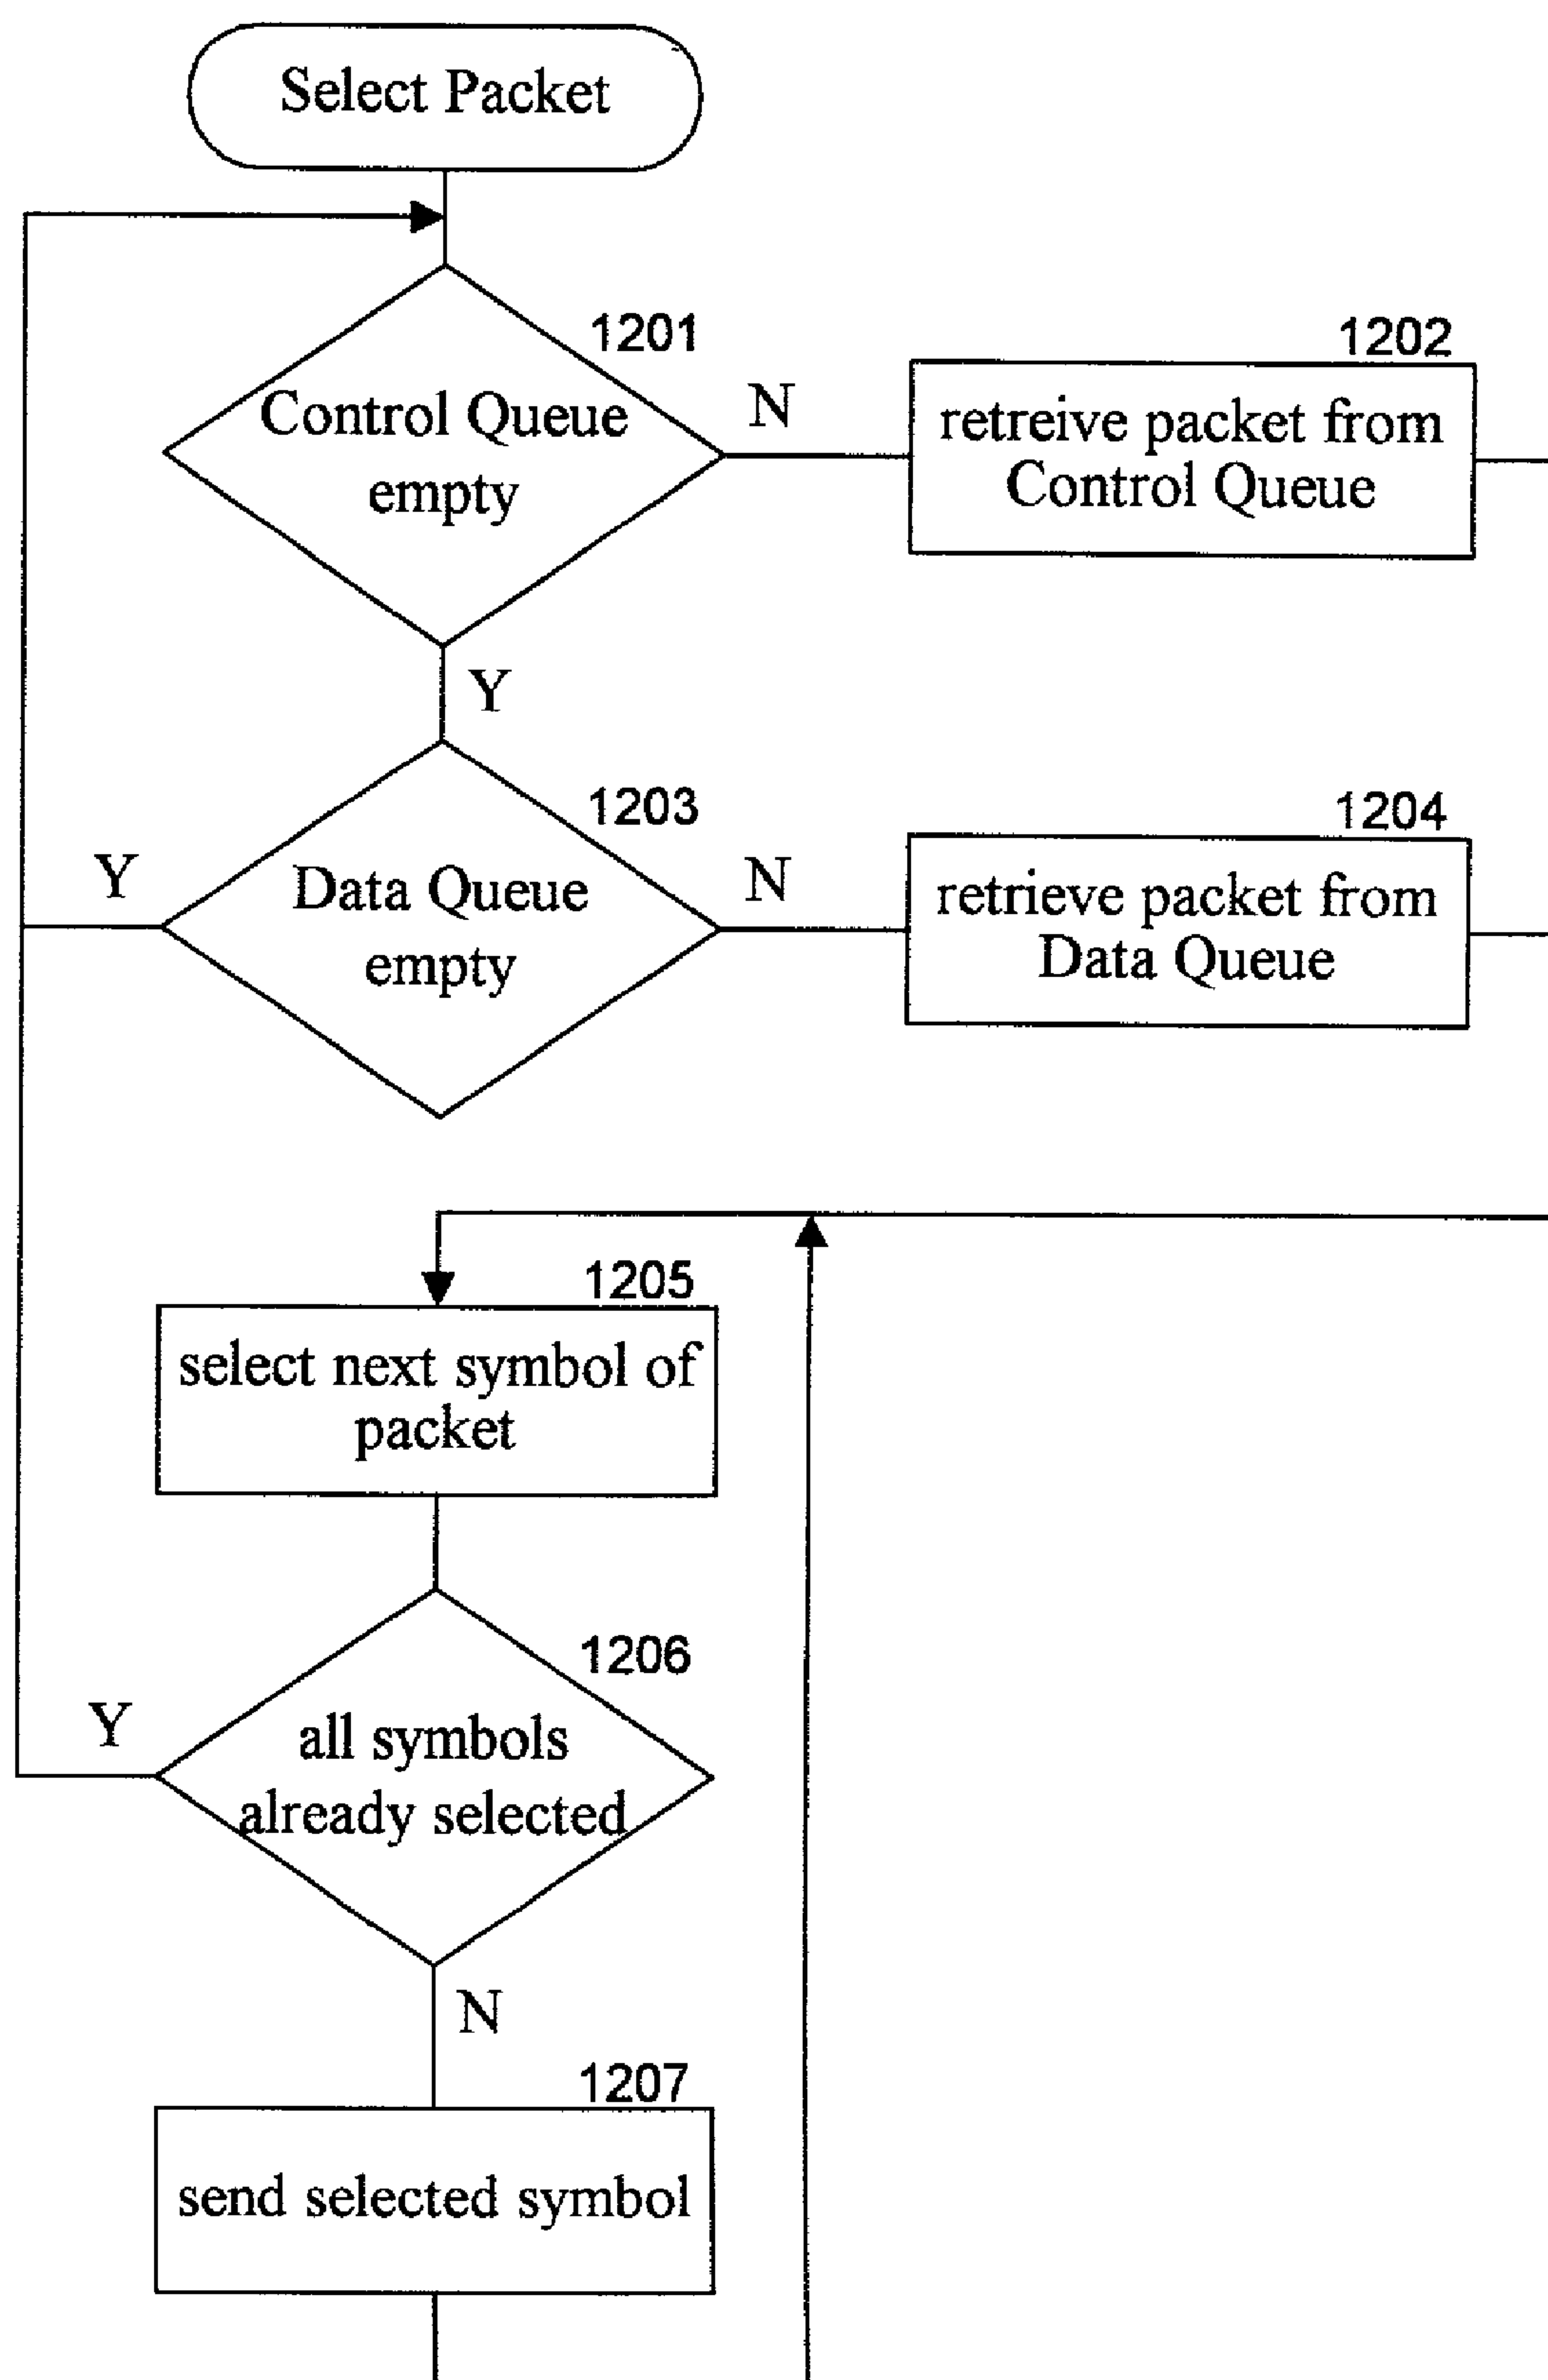 Select Packet
1201
Control Queue
empty
N
1202
retreive packet from
Control Queue
Y
1203
Data Queue
empty
Y
N
1204
retrieve packet from
Data Queue
1205
select next symbol of
packet
1206
all symbols
already selected
Y
N
1207
send selected symbol